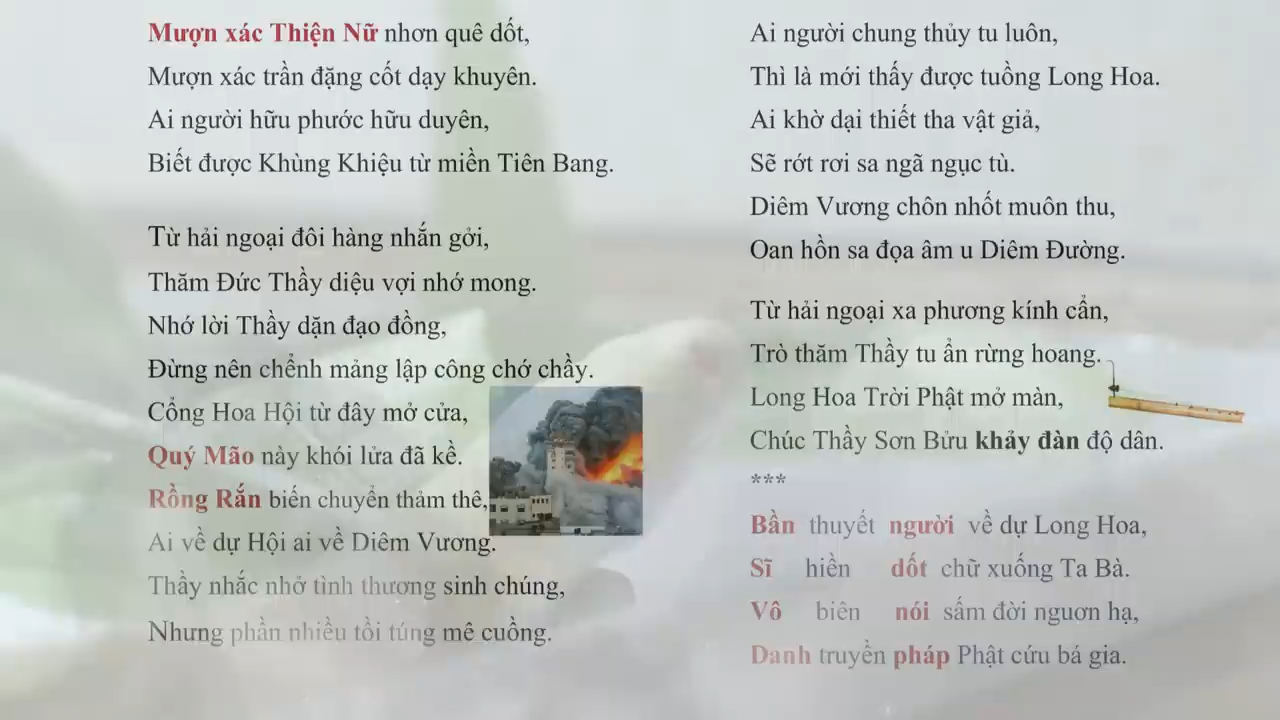 Mượn xác Thiện Nữ nhơn quê dốt,
Mượn xác trần đặng cốt dạy khuyên.
Ai người hữu phước hữu duyên,
Biết được Khùng Khiệu từ miền Tiên Bang.
Từ hải ngoại đôi hàng nhắn gởi,
Thăm Đức Thầy diệu vợi nhớ mong.
Nhớ lời Thầy dặn đạo đồng,
Đừng nên chểnh mảng lập công chớ chầy.
Cổng Hoa Hội từ đây mở cửa,
Quý Mão này khói lửa đã kề.
Rồng Rắn biến chuyển thảm thê,
Ai về dự Hội ai về Diêm Vương.
Thầy nhắc nhở tình thương sinh chúng,
Nhưng phần nhiều tồi túng mê cuồng.
Ai người chung thủy tu luôn,
Thì là mới thấy được tuồng Long Hoa.
Ai khờ dại thiết tha vật giả,
Sẽ rớt rơi sa ngã ngục tù.
Diêm Vương chôn nhốt muôn thu,
Oan hồn sa đọa âm u Diêm Đường.
Từ hải ngoại xa phương kính cẩn,
Trò thăm Thầy tu ẩn rừng hoang.
Long Hoa Trời Phật mở màn,
Chúc Thầy Sơn Bửu khảy đàn độ dân.
***
Bần thuyết người về dự Long Hoa,
Sĩ hiền dốt chữ xuống Ta Bà.
Vô biên nói sấm đời nguơn hạ,
Danh truyền pháp Phật cứu bá gia.